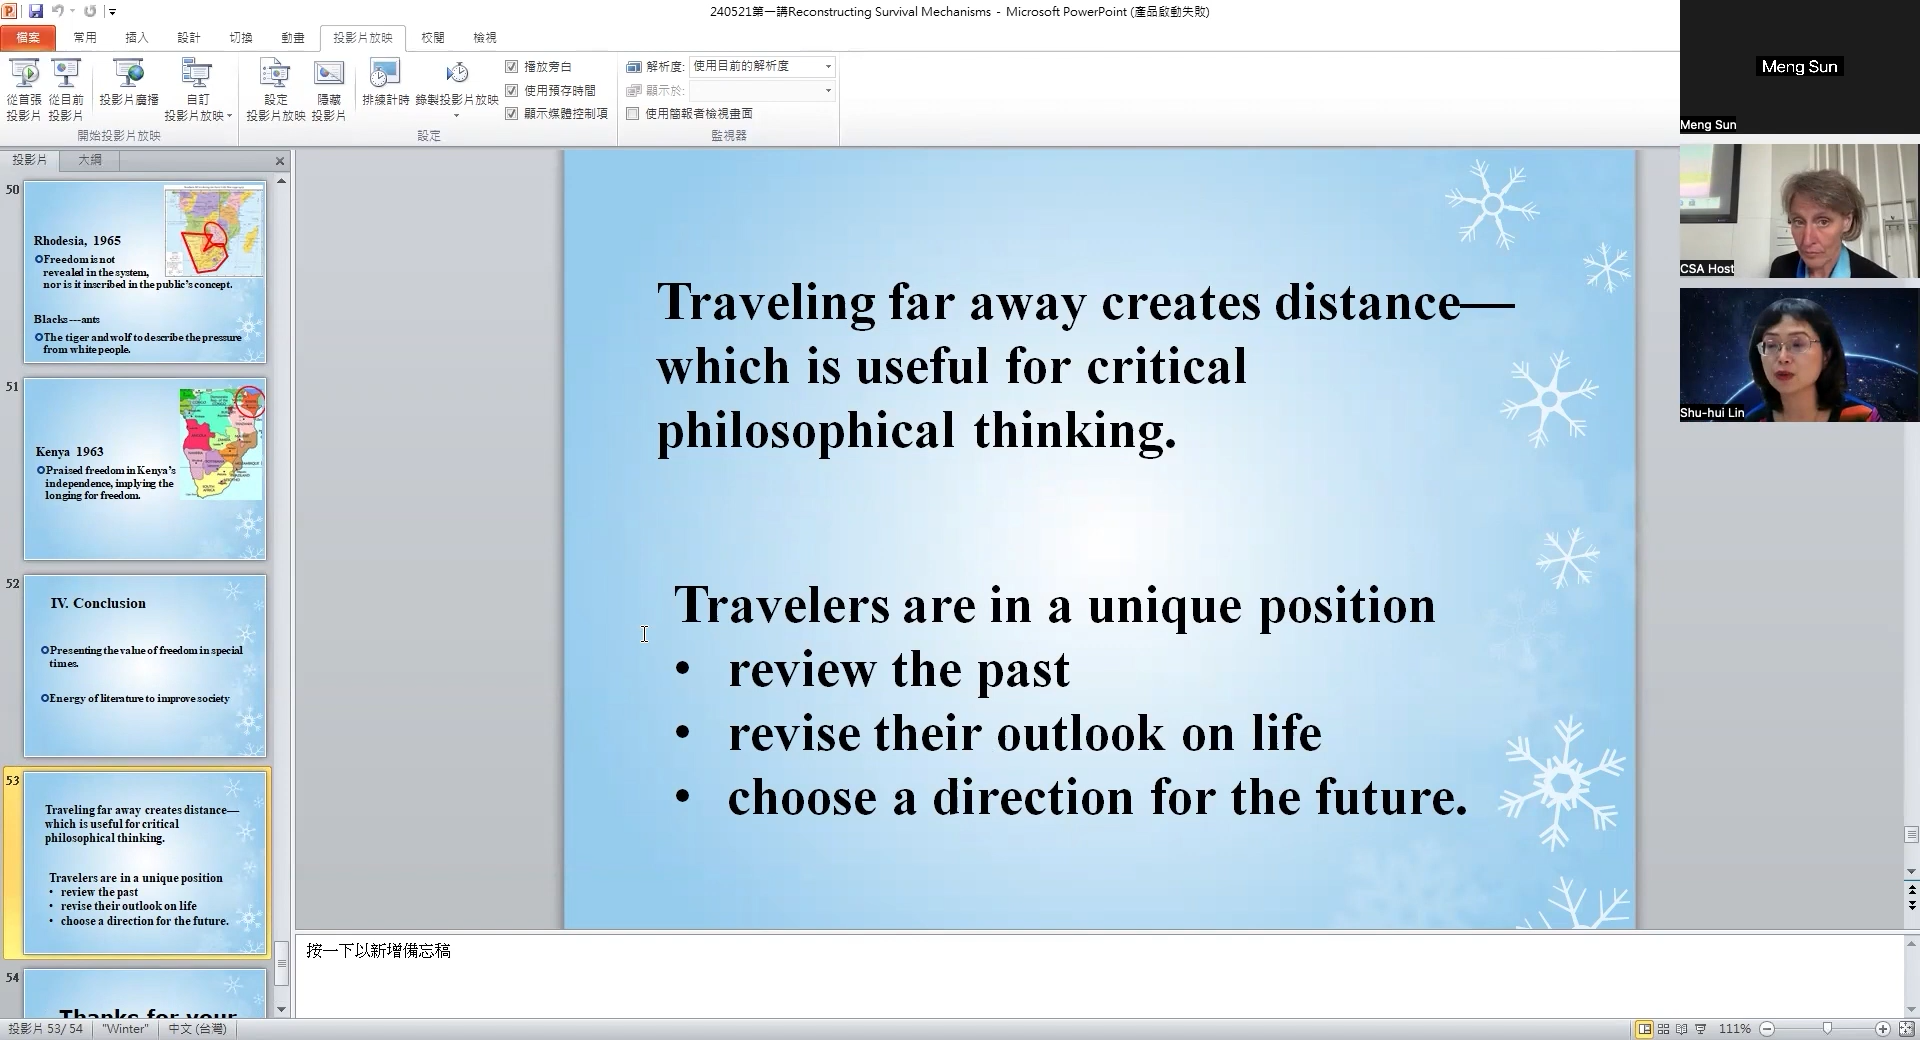 240521第一講Reconstructing Survival Mechanisms - Microsoft PowerPoint (產品啟動失敗)
檔案 常用 插入 設計 切換 動畫 投影片放映 校閱 檢視
從首張投影片
從目前投影片
投影片廣播
自訂投影片放映
開始投影片放映
設定投影片放映
隱藏投影片
排練計時
錄製投影片放映
播放旁白
使用預存時間
顯示媒體控制項
設定
解析度: 使用目前的解析度
顯示於:
使用簡報者檢視畫面
監視器
投影片 大綱
50
Rhodesia, 1965
Freedom is not
revealed in the system,
nor is it inscribed in the public's concept.
Blacks---ants
The tiger and wolf to describe the pressure
from white people.
51
Kenya 1963
Praised freedom in Kenya's
independence, implying the
longing for freedom.
52
IV. Conclusion
Presenting the value of freedom in special
times.
Energy of literature to improve society
53
Traveling far away creates distance—
which is useful for critical
philosophical thinking.
Travelers are in a unique position
• review the past
• revise their outlook on life
• choose a direction for the future.
54
Thanks for your
Traveling far away creates distance—
which is useful for critical
philosophical thinking.
Travelers are in a unique position
• review the past
• revise their outlook on life
• choose a direction for the future.
按一下以新增備忘稿
Meng Sun
Meng Sun
CSA Host
Shu-hui Lin
投影片 53/ 54 "Winter" 中文 (台灣)
111%